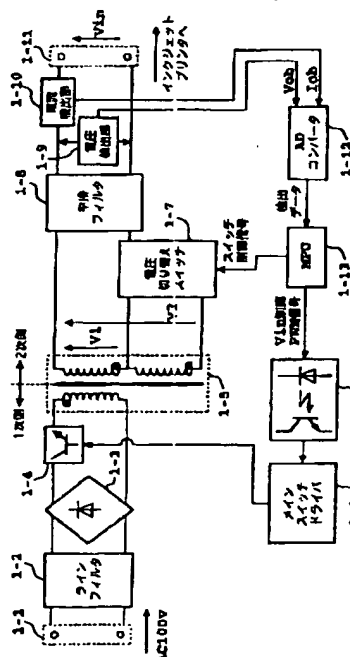 1次側
2次側
1-1
AC100V
1-2
ラインフィルタ
1-3
1-4
1-5
V1
V2
1-7
電圧切り替えスイッチ
1-8
平滑フィルタ
1-9
電圧検出部
1-10
電流検出部
1-11
Vin
インクジェットプリンタへ
スイッチ制御信号
Vob
Iob
ADコンバータ
1-12
検出データ
MPU
1-13
Vin制御PWM信号
メインスイッチドライバ